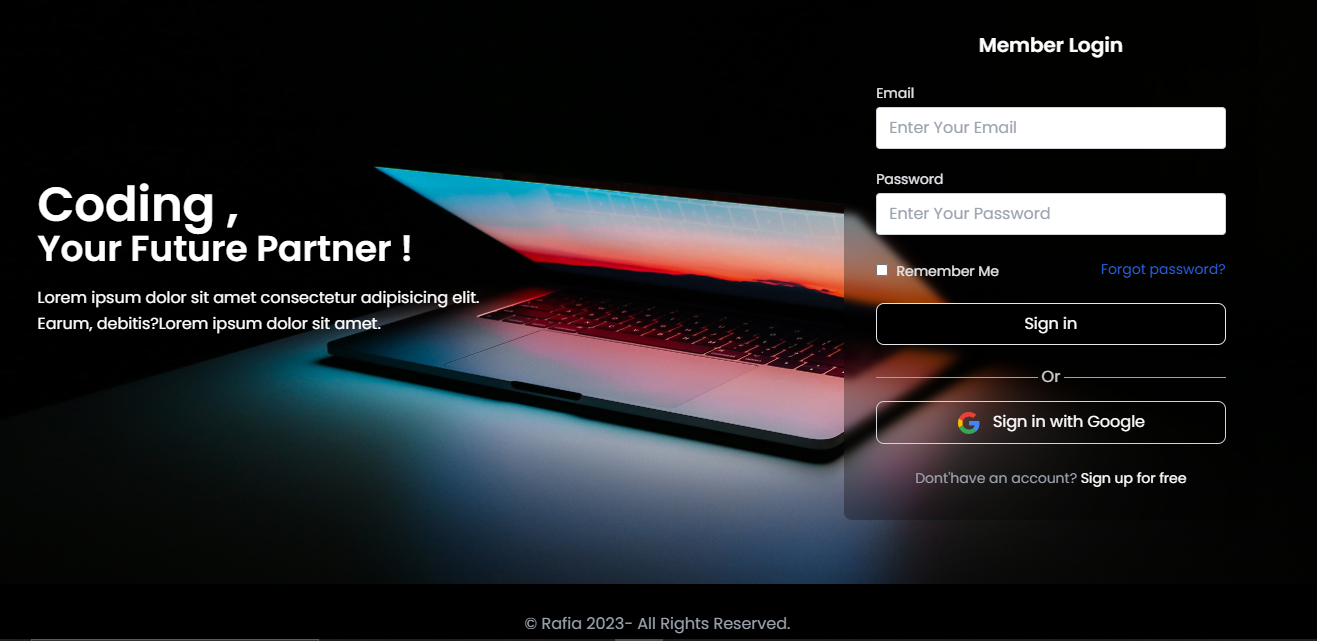 Coding ,
Your Future Partner !
Lorem ipsum dolor sit amet consectetur adipisicing elit.
Earum, debitis?Lorem ipsum dolor sit amet.
Member Login
Email
Enter Your Email
Password
Enter Your Password
Remember Me
Forgot password?
Sign in
Or
Sign in with Google
Dont'have an account? Sign up for free
© Rafia 2023- All Rights Reserved.